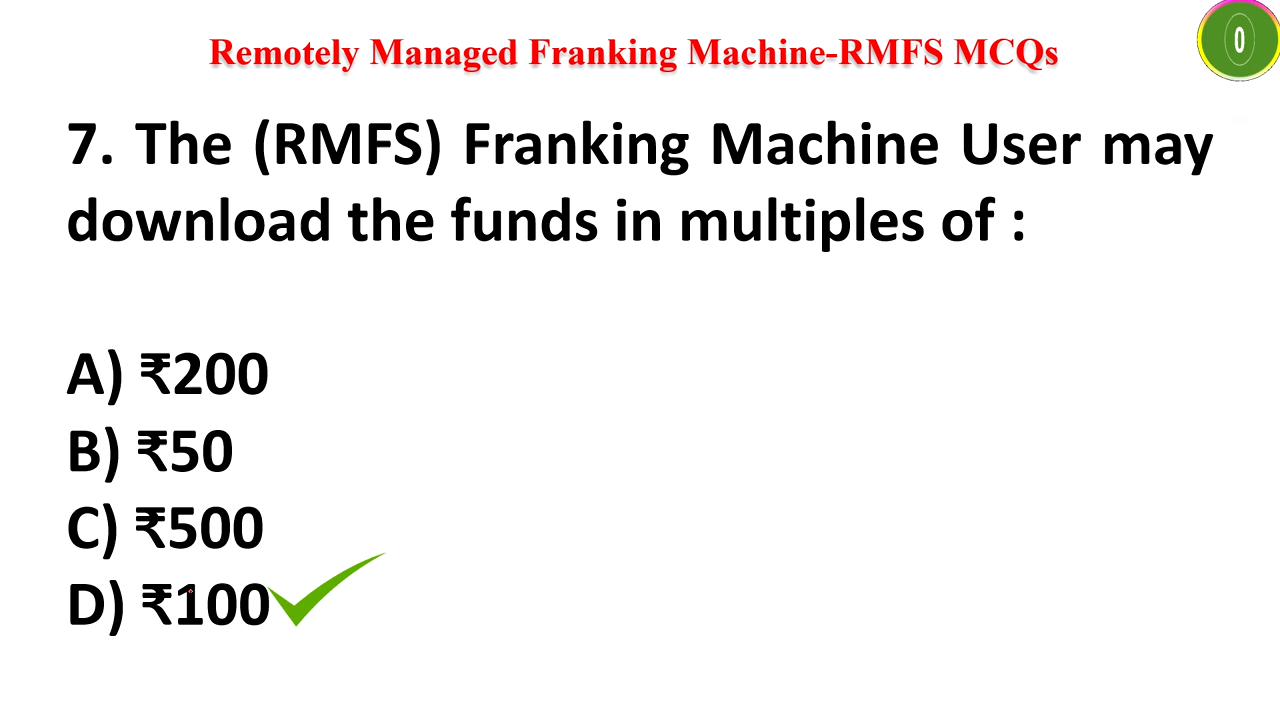 Remotely Managed Franking Machine-RMFS MCQs
0
7. The (RMFS) Franking Machine User may
download the funds in multiples of :
A) ₹200
B) ₹50
C) ₹500
D) ₹100